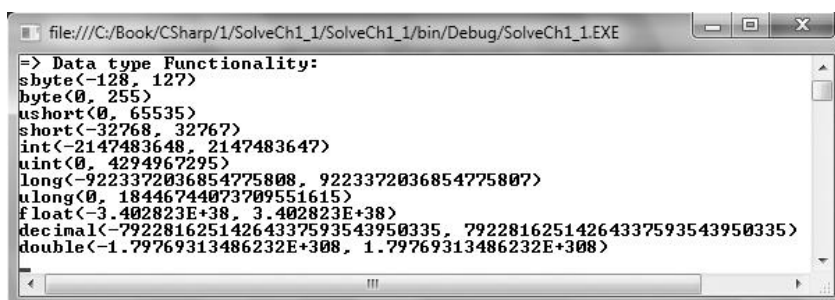 file:///C:/Book/CSharp/1/SolveCh1_1/SolveCh1_1/bin/Debug/SolveCh1_1.EXE
=> Data type Functionality:
sbyte(-128, 127)
byte(0, 255)
ushort(0, 65535)
short(-32768, 32767)
int(-2147483648, 2147483647)
uint(0, 4294967295)
long(-9223372036854775808, 9223372036854775807)
ulong(0, 18446744073709551615)
float(-3.402823E+38, 3.402823E+38)
decimal(-79228162514264337593543950335, 79228162514264337593543950335)
double(-1.79769313486232E+308, 1.79769313486232E+308)